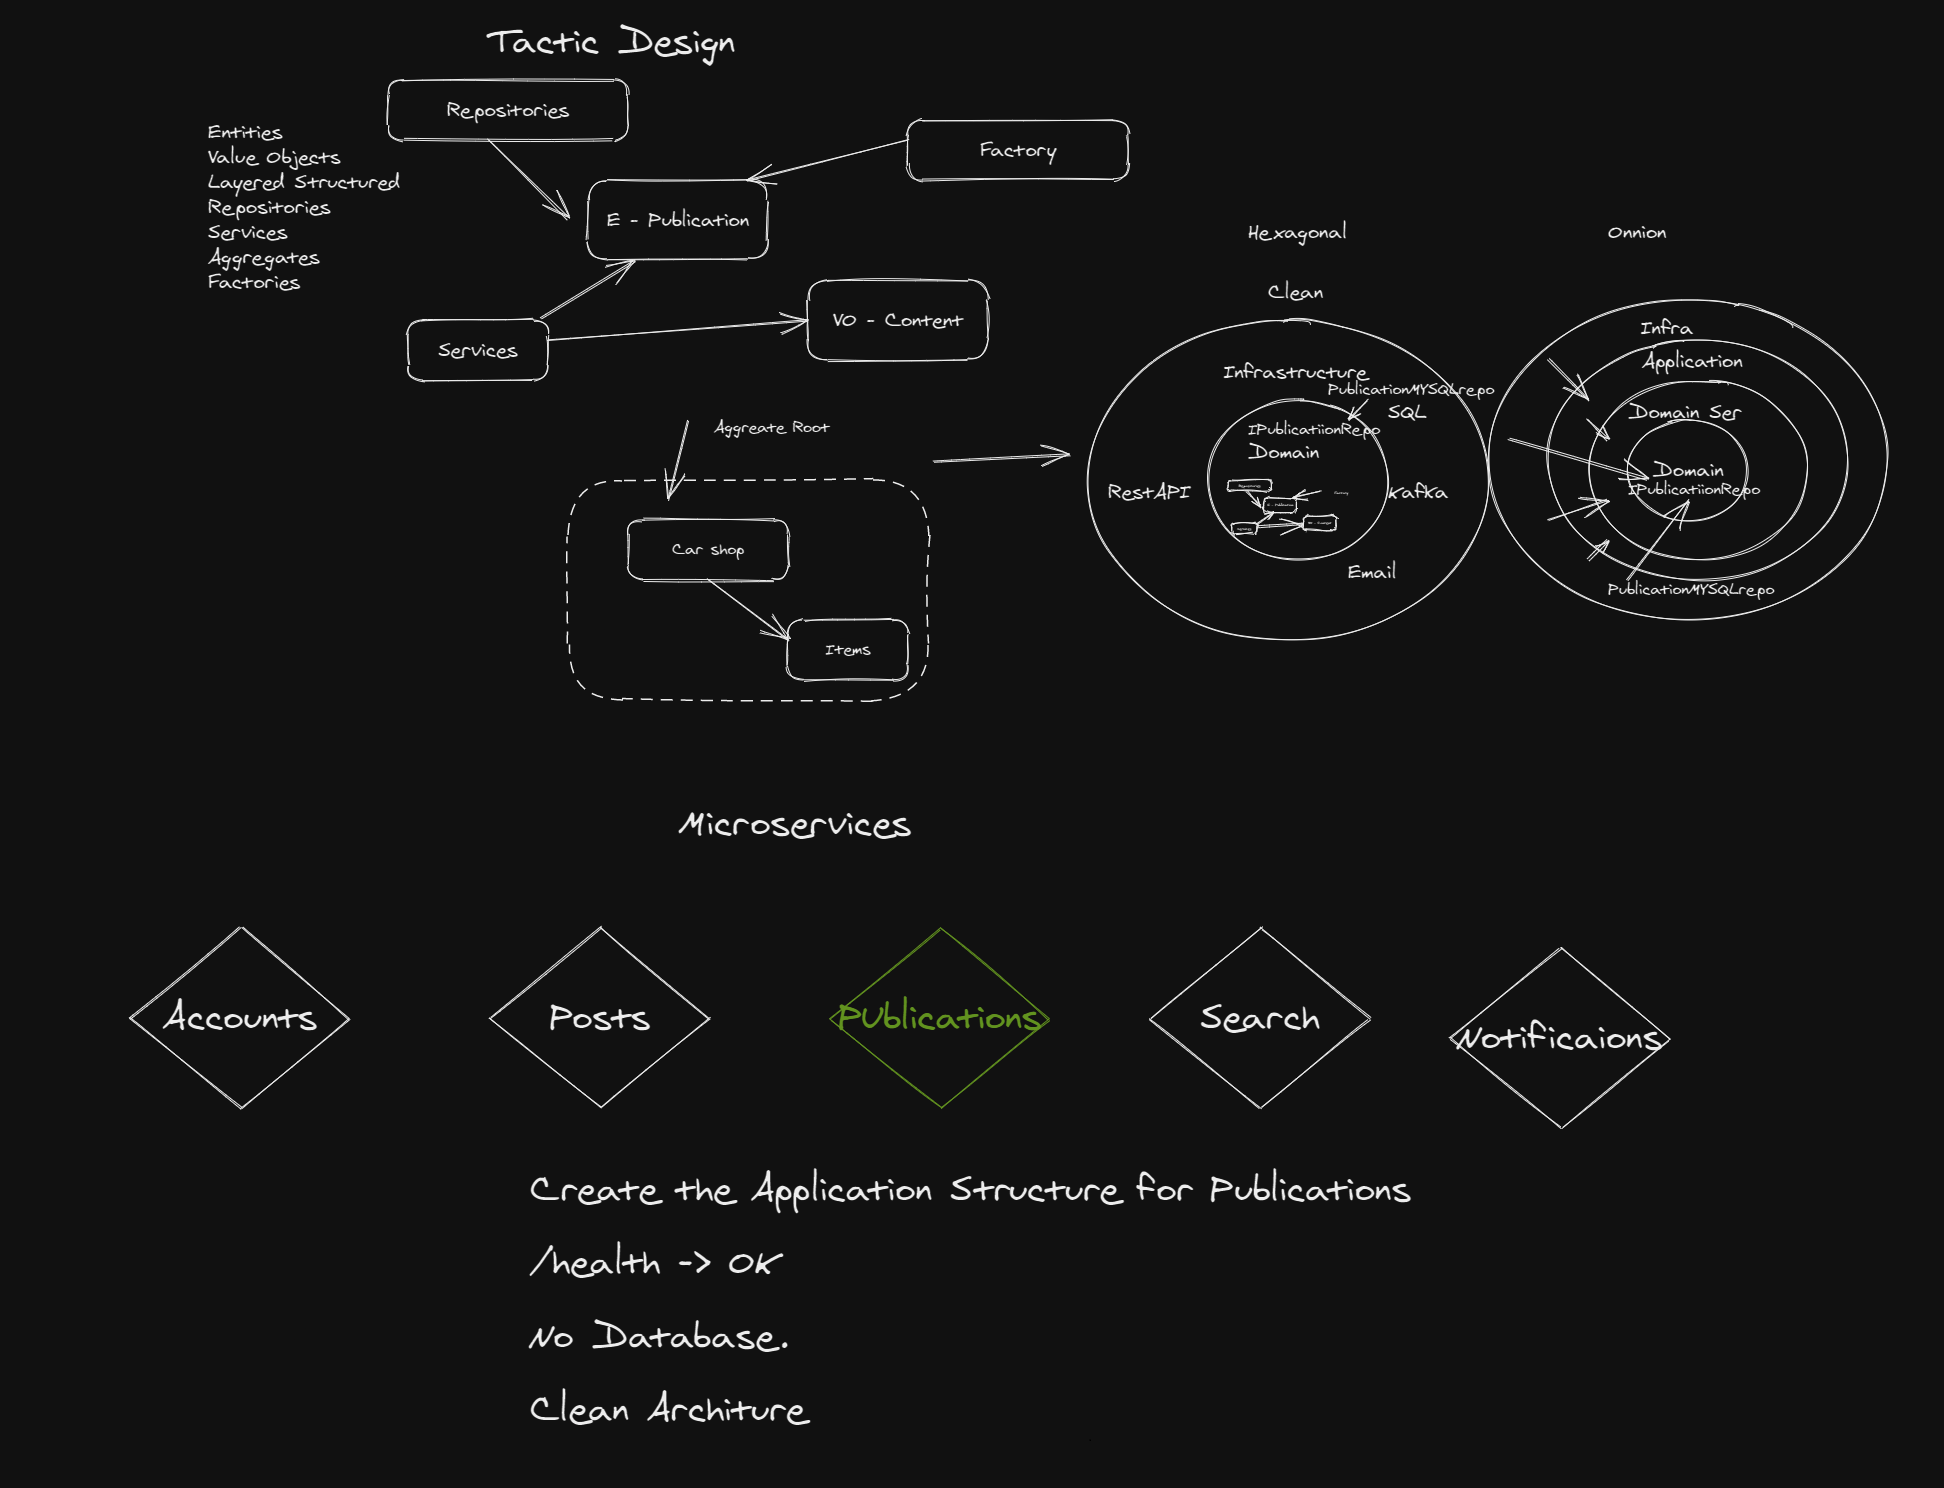 Tactic Design
Repositories
Entities
Value Objects
Layered Structured
Repositories
Services
Aggregates
Factories
Factory
E - Publication
VO - Content
Services
Aggreate Root
Car shop
Items
Hexagonal
Clean
Infrastructure
PublicationMYSQLrepo
SQL
IPublicatiionRepo
Domain
RestAPI
Kafka
Email
Onnion
Infra
Application
Domain Ser
Domain
IPublicatiionRepo
PublicationMYSQLrepo
Microservices
Accounts
Posts
PUblications
Search
Notificaions
Create the Application Structure for Publications
/health -> OK
No Database.
Clean Architure